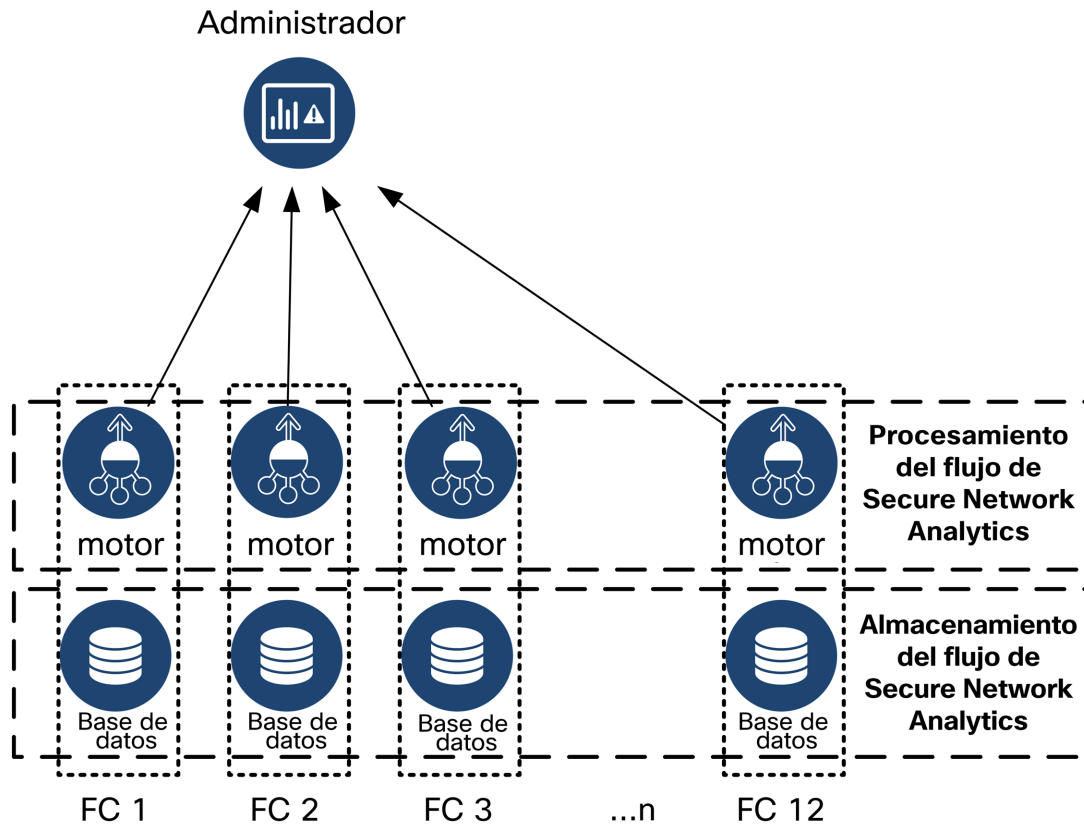 Administrador
motor
motor
motor
motor
Procesamiento
del flujo de
Secure Network
Analytics
Base de
datos
Base de
datos
Base de
datos
Base de
datos
Almacenamiento
del flujo de
Secure Network
Analytics
FC 1
FC 2
FC 3
...n
FC 12